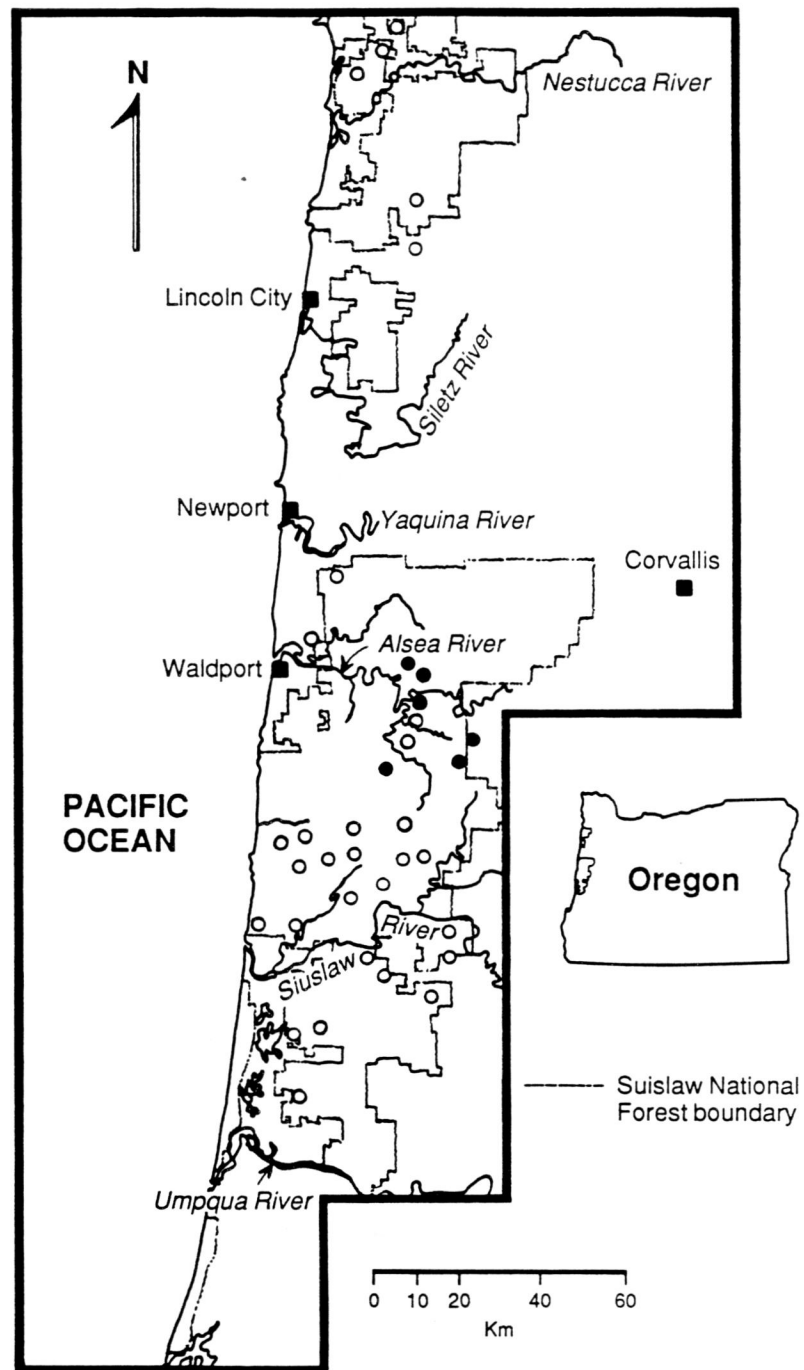 N
Nestucca River
Lincoln City
Siletz River
Newport
Yaquina River
Corvallis
Alsea River
Waldport
PACIFIC
OCEAN
Oregon
River
Siuslaw
Suislaw National
Forest boundary
Umpqua River
0 10 20 40 60
Km